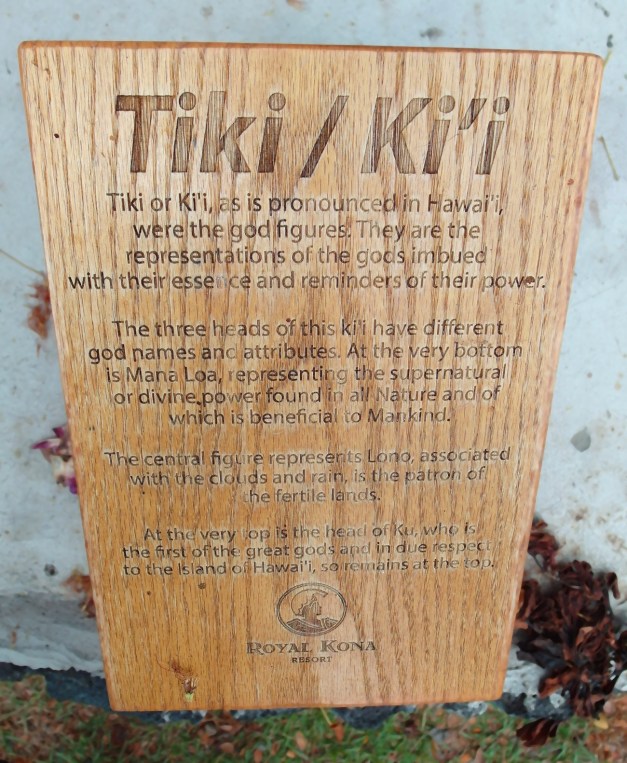 Tiki / Ki'i
Tiki or Ki'i, as is pronounced in Hawai'i,
were the god figures. They are the
representations of the gods imbued
with their essence and reminders of their power.
The three heads of this ki'i have different
god names and attributes. At the very bottom
is Mana Loa, representing the supernatural
or divine power found in all Nature and of
which is beneficial to Mankind.
The central figure represents Lono, associated
with the clouds and rain, is the patron of
the fertile lands.
At the very top is the head of Ku, who is
the first of the great gods and in due respect
to the Island of Hawai'i, so remains at the top.
ROYAL KONA
RESORT